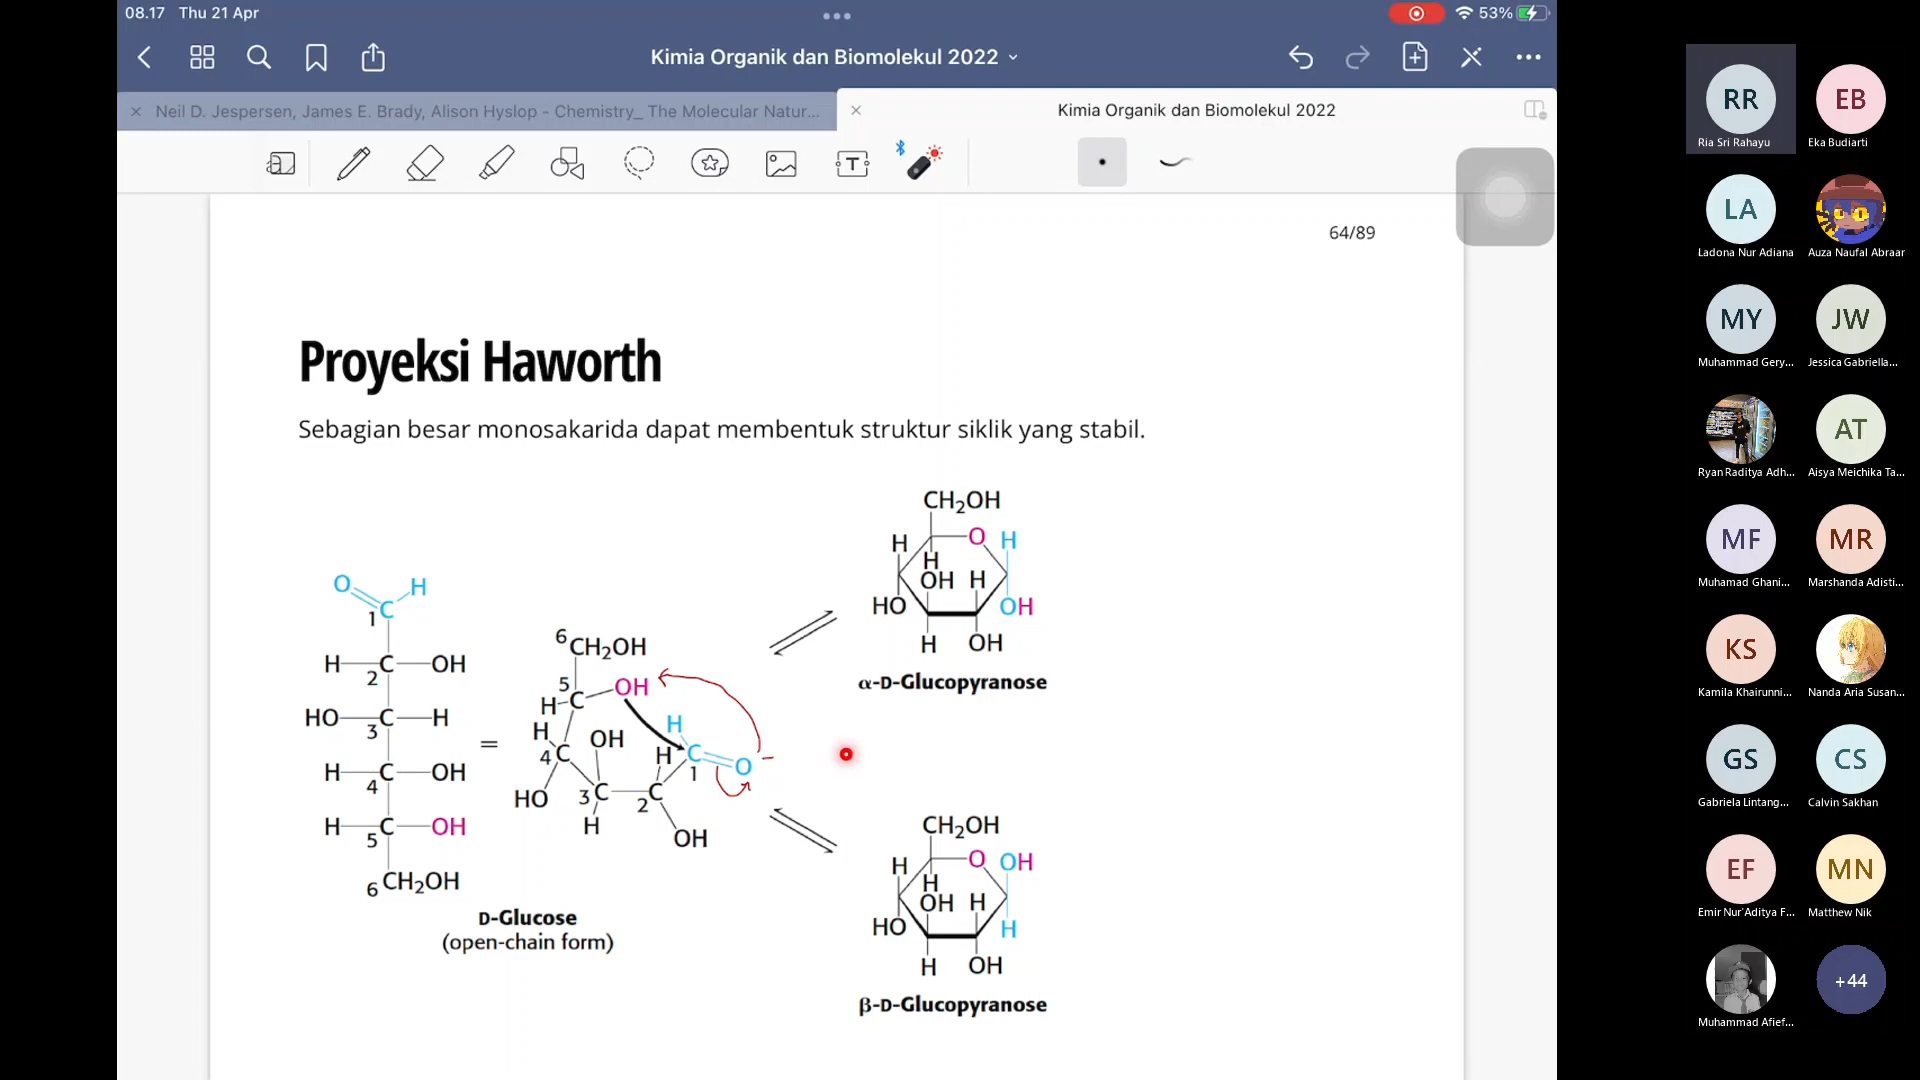 08.17 Thu 21 Apr
53%
Kimia Organik dan Biomolekul 2022
Neil D. Jespersen, James E. Brady, Alison Hyslop - Chemistry_ The Molecular Natur...
Kimia Organik dan Biomolekul 2022
T
64/89
Proyeksi Haworth
Sebagian besar monosakarida dapat membentuk struktur siklik yang stabil.
O H
1 C
H C OH
2
HO C H
3
H C OH
4
H C OH
5
6 CH₂OH
=
6 CH₂OH
5 OH
H C
H H
4 C OH H C O
1
HO 3 C 2 C
H
OH
D-Glucose
(open-chain form)
CH₂OH
H O H
H
OH H
HO OH
H OH
α-D-Glucopyranose
CH₂OH
H O OH
H
OH H
HO H
H OH
β-D-Glucopyranose
RR
Ria Sri Rahayu
EB
Eka Budiarti
LA
Ladona Nur Adiana
Auza Naufal Abraar
MY
Muhammad Gery...
JW
Jessica Gabriella...
Ryan Raditya Adh...
AT
Aisya Meichika Ta...
MF
Muhamad Ghani...
MR
Marshanda Adisti...
KS
Kamila Khairunni...
Nanda Aria Susan...
GS
Gabriela Lintang...
CS
Calvin Sakhan
EF
Emir Nur'Aditya F...
MN
Matthew Nik
Muhammad Afief...
+44